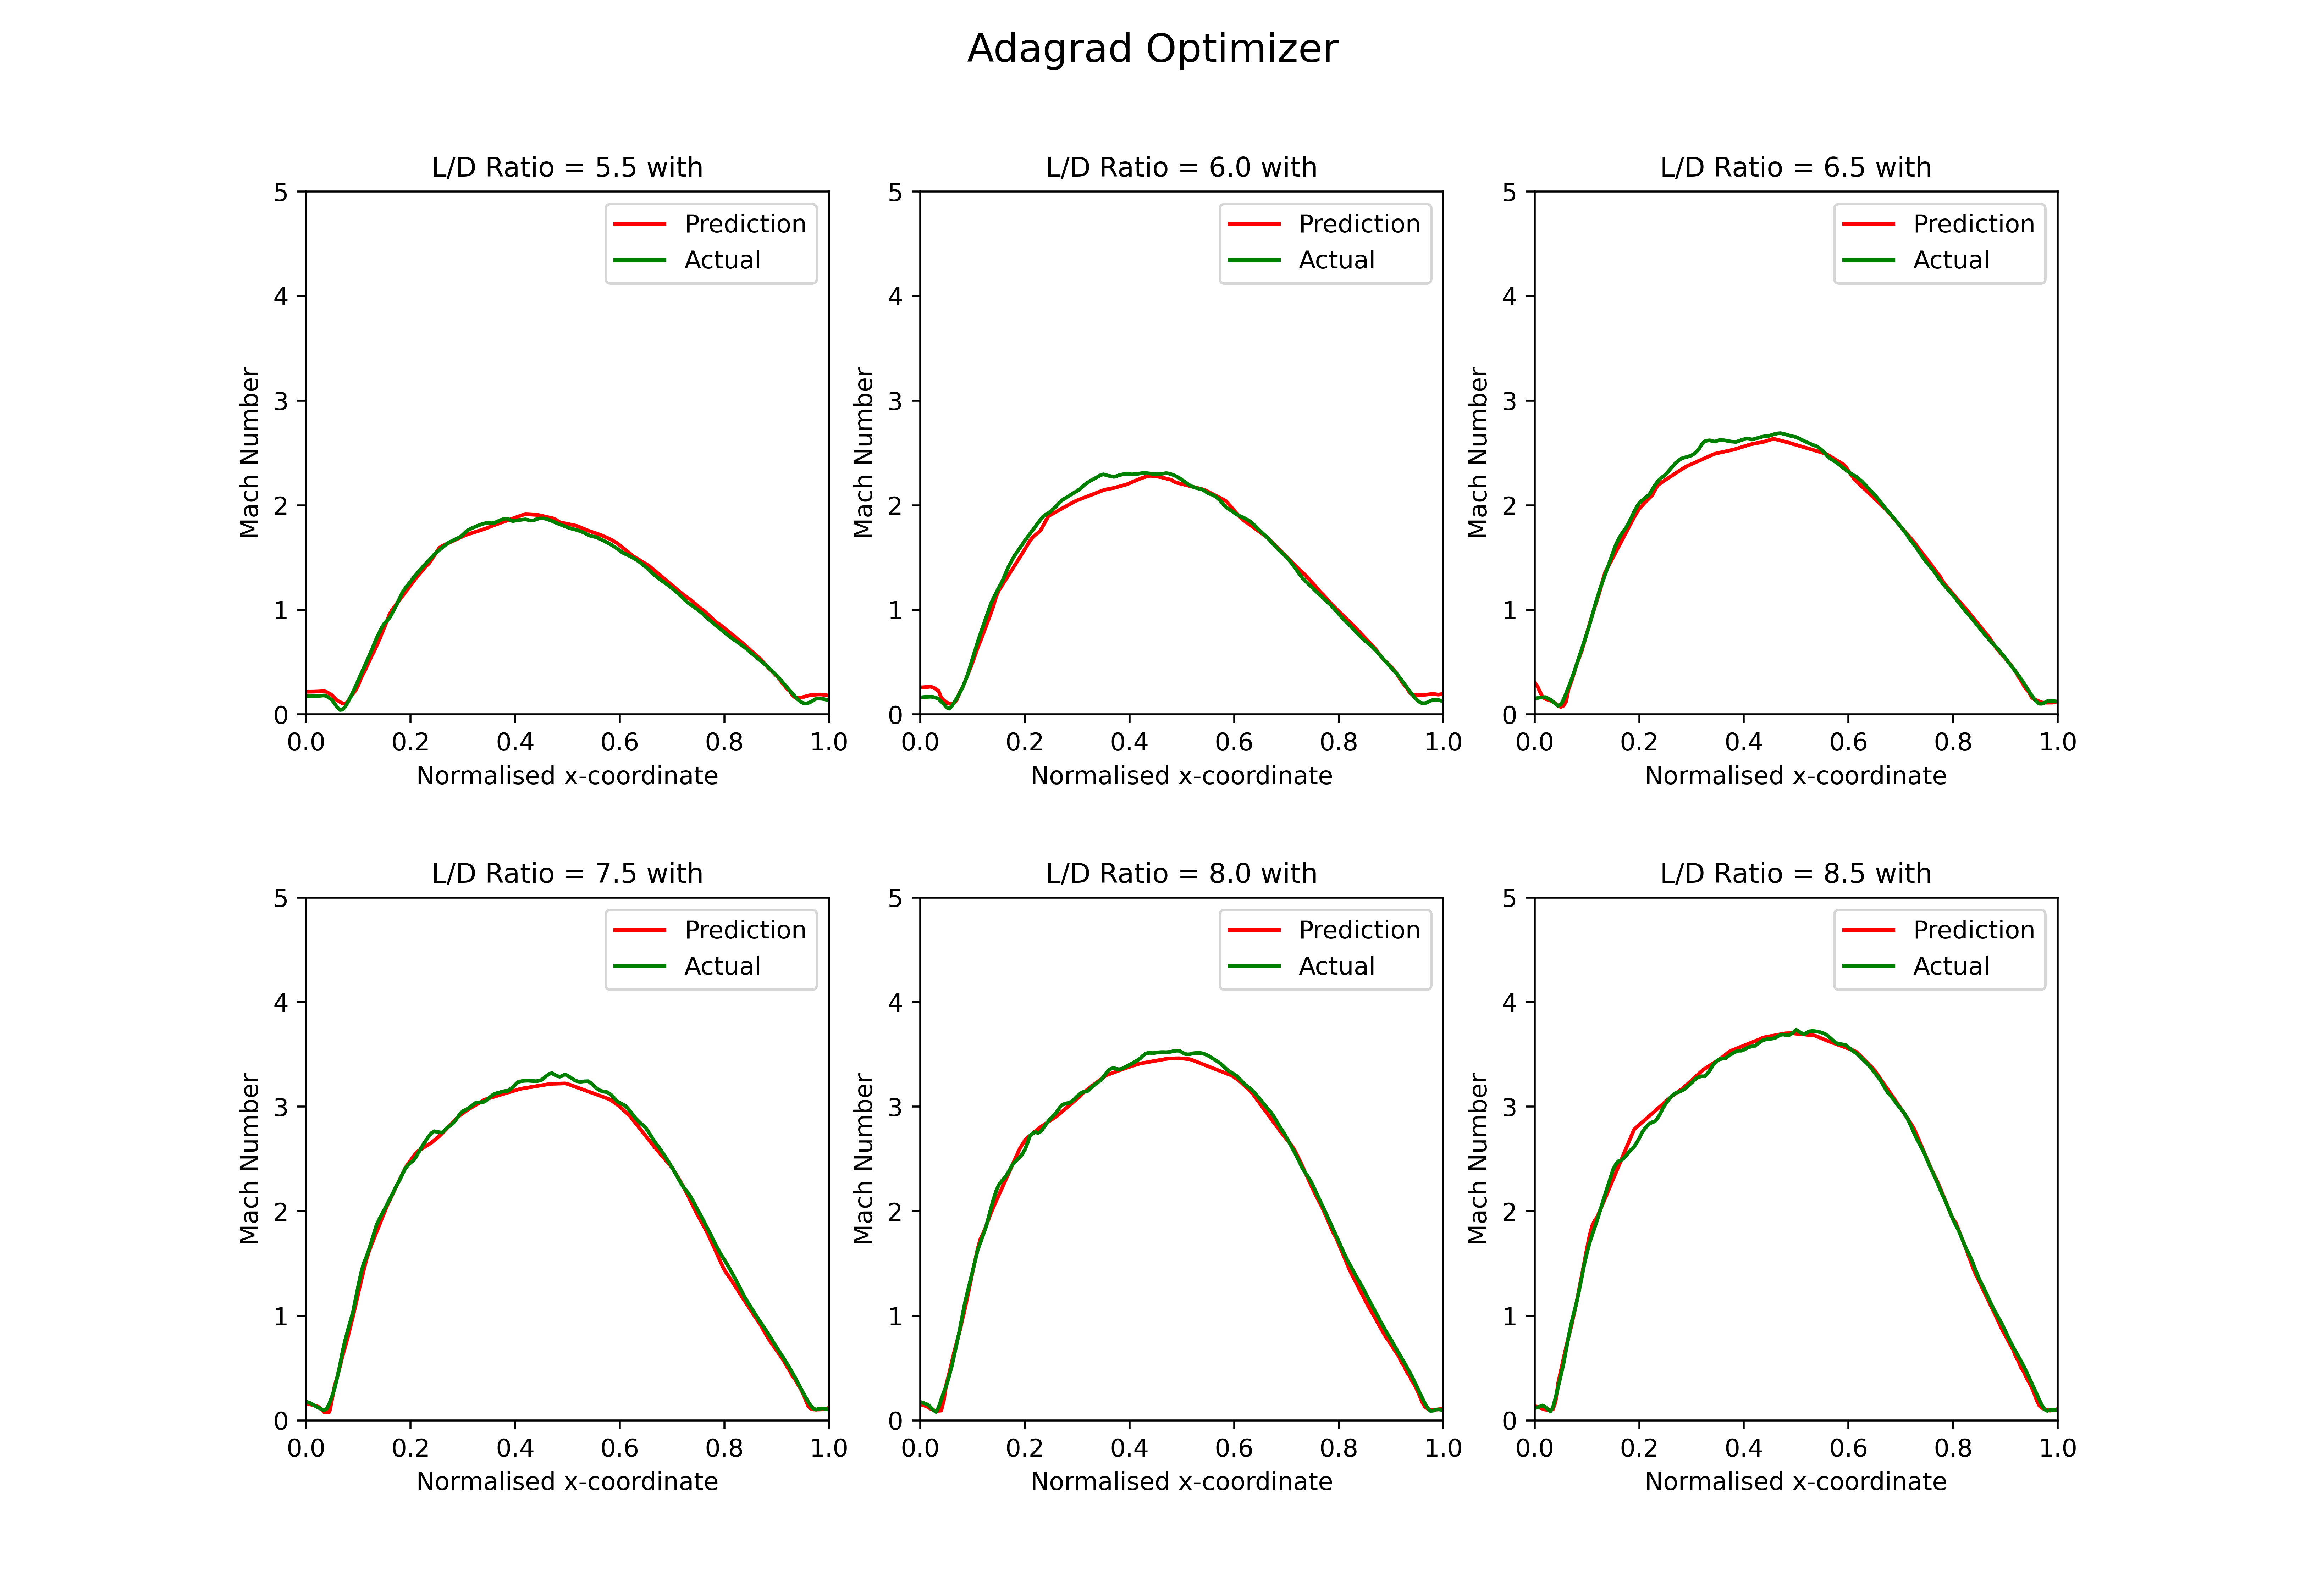 Adagrad Optimizer
L/D Ratio = 5.5 with
5
4
3
2
1
0
Mach Number
Prediction
Actual
0.0 0.2 0.4 0.6 0.8 1.0
Normalised x-coordinate
L/D Ratio = 6.0 with
5
4
3
2
1
0
Mach Number
Prediction
Actual
0.0 0.2 0.4 0.6 0.8 1.0
Normalised x-coordinate
L/D Ratio = 6.5 with
5
4
3
2
1
0
Mach Number
Prediction
Actual
0.0 0.2 0.4 0.6 0.8 1.0
Normalised x-coordinate
L/D Ratio = 7.5 with
5
4
3
2
1
0
Mach Number
Prediction
Actual
0.0 0.2 0.4 0.6 0.8 1.0
Normalised x-coordinate
L/D Ratio = 8.0 with
5
4
3
2
1
0
Mach Number
Prediction
Actual
0.0 0.2 0.4 0.6 0.8 1.0
Normalised x-coordinate
L/D Ratio = 8.5 with
5
4
3
2
1
0
Mach Number
Prediction
Actual
0.0 0.2 0.4 0.6 0.8 1.0
Normalised x-coordinate